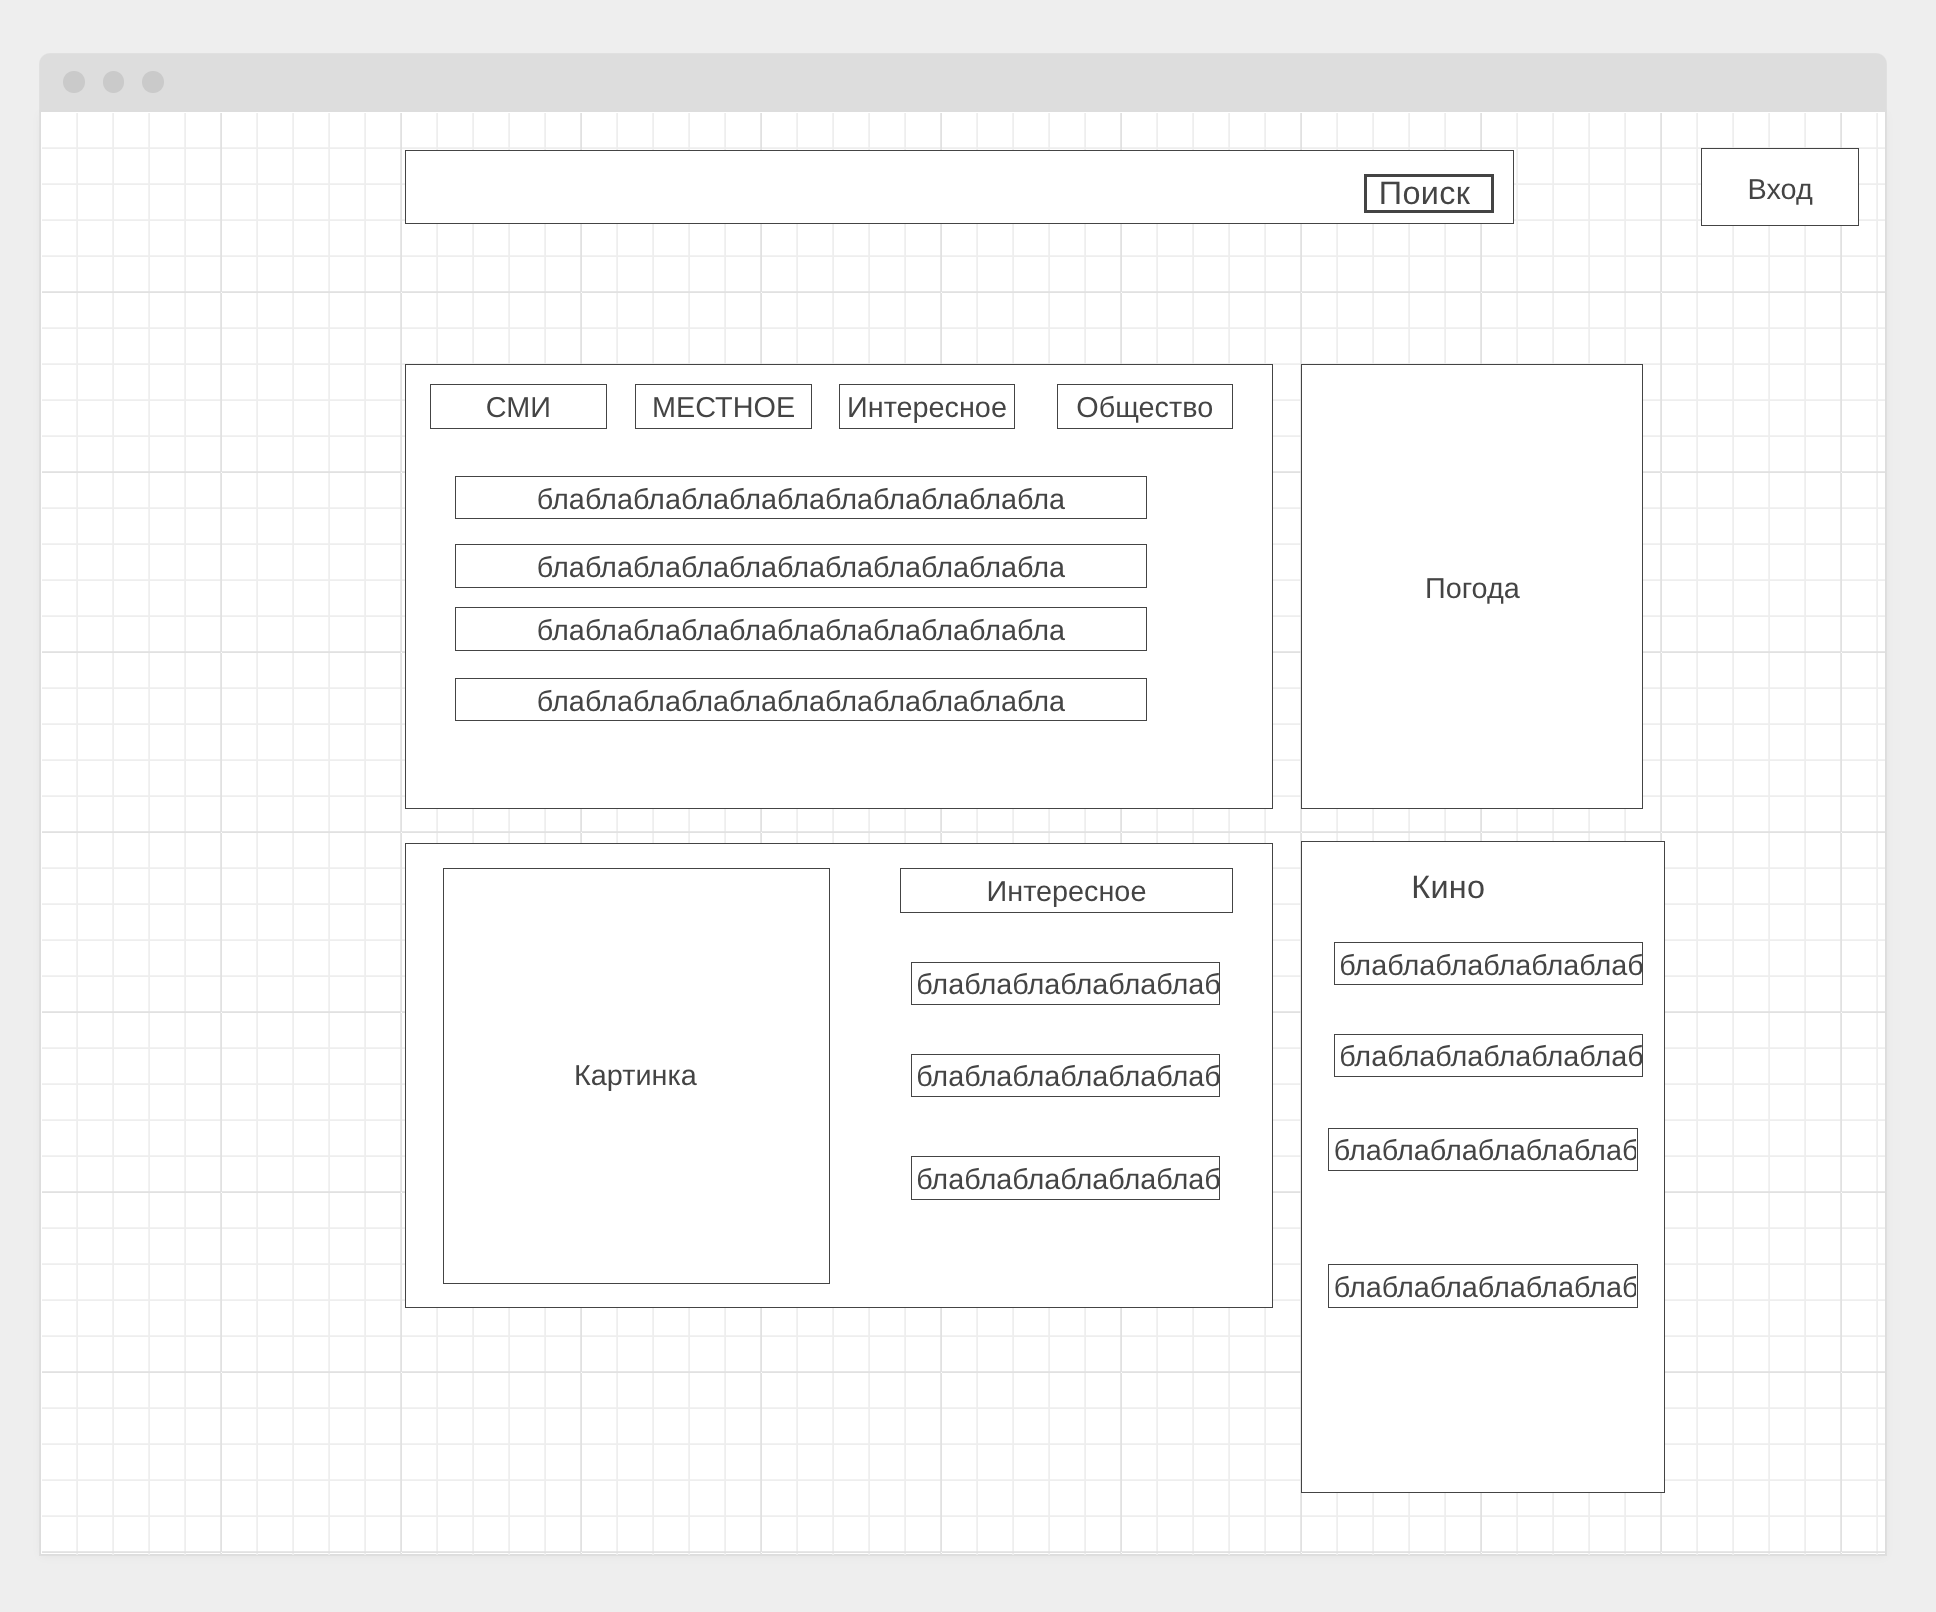 Поиск
Вход
СМИ
МЕСТНОЕ
Интересное
Общество
блаблаблаблаблаблаблаблаблаблабла
блаблаблаблаблаблаблаблаблаблабла
блаблаблаблаблаблаблаблаблаблабла
блаблаблаблаблаблаблаблаблаблабла
Погода
Картинка
Интересное
блаблаблаблаблаблаб
блаблаблаблаблаблаб
блаблаблаблаблаблаб
Кино
блаблаблаблаблаблаб
блаблаблаблаблаблаб
блаблаблаблаблаблаб
блаблаблаблаблаблаб